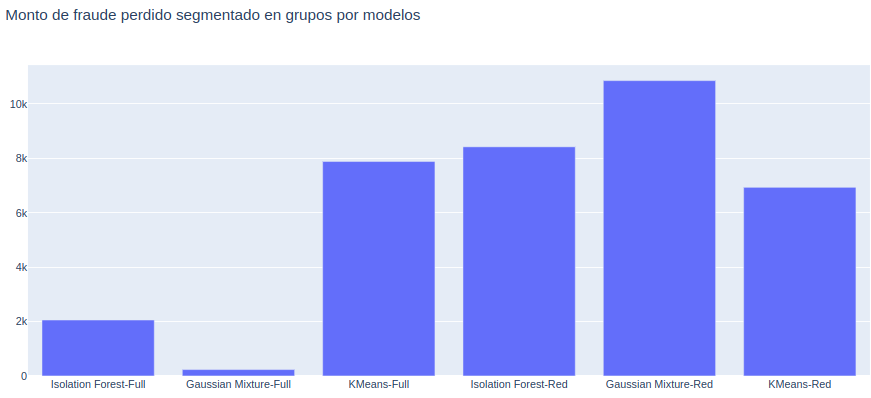 Monto de fraude perdido segmentado en grupos por modelos
10k
8k
6k
4k
2k
0
Isolation Forest-Full
Gaussian Mixture-Full
KMeans-Full
Isolation Forest-Red
Gaussian Mixture-Red
KMeans-Red